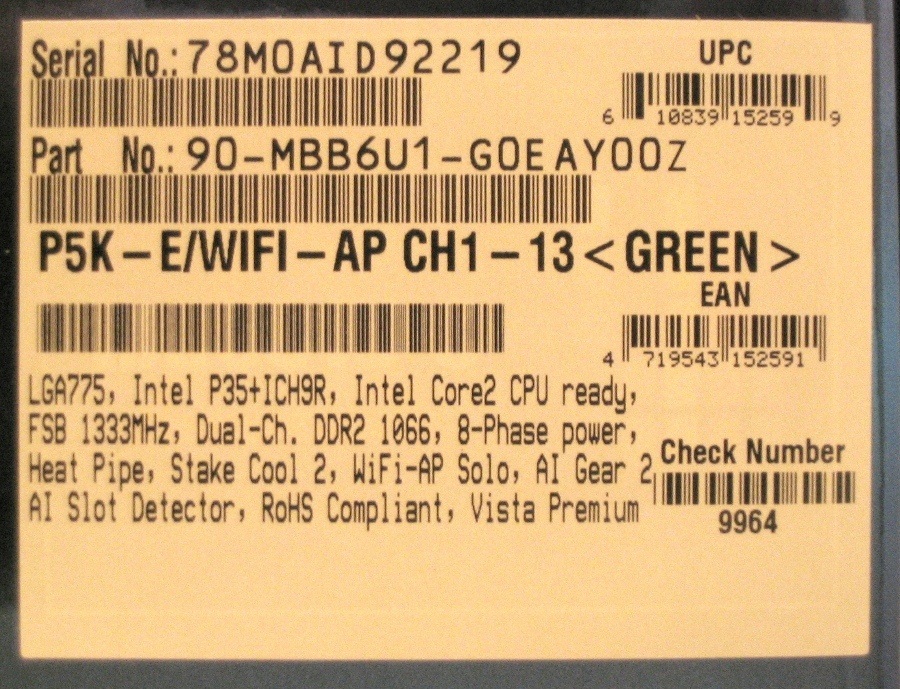 Serial No.: 78M0AID92219
UPC
6 10839 15259 9
Part No.: 90-MBB6U1-G0EAY00Z
P5K – E/WIFI – AP CH1 – 13 < GREEN >
EAN
4 719543 152591
LGA775, Intel P35+ICH9R, Intel Core2 CPU ready,
FSB 1333MHz, Dual-Ch. DDR2 1066, 8-Phase power,
Heat Pipe, Stake Cool 2, WiFi-AP Solo, AI Gear 2,
AI Slot Detector, RoHS Compliant, Vista Premium
Check Number
9964